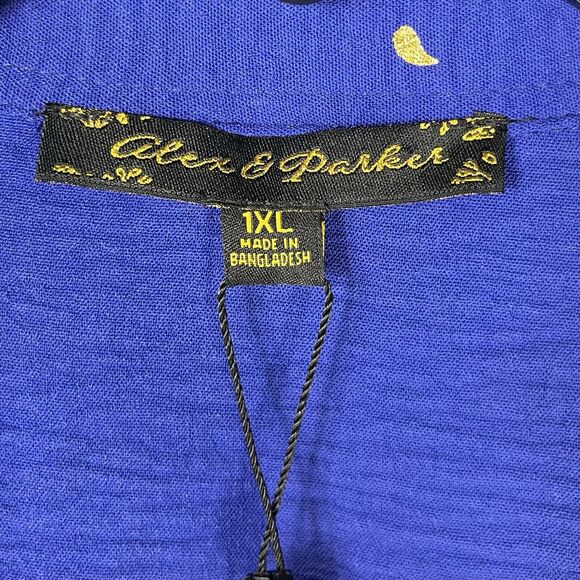 Alex & Parker
1XL
MADE IN
BANGLADESH